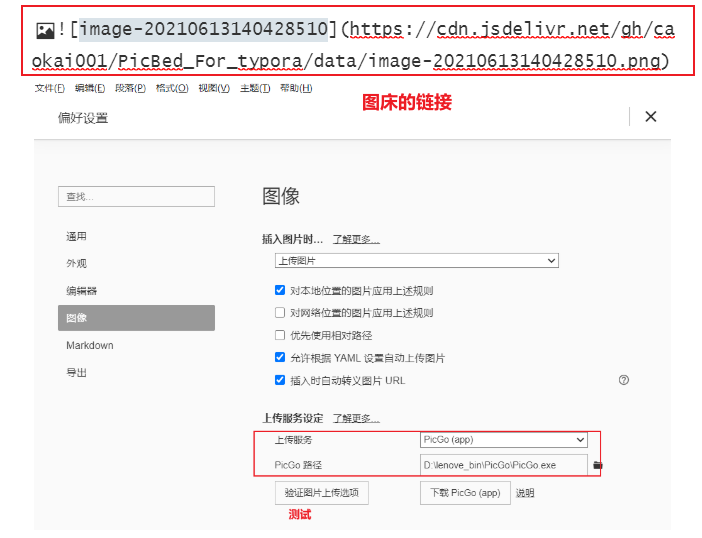 ![image-20210613140428510](https://cdn.jsdelivr.net/gh/ca
okai001/PicBed_For_typora/data/image-20210613140428510.png)
文件(F) 编辑(E) 段落(P) 格式(O) 视图(V) 主题(T) 帮助(H)
图床的链接
偏好设置
查找...
通用
外观
编辑器
图像
Markdown
导出
图像
插入图片时... 了解更多...
上传图片
对本地位置的图片应用上述规则
对网络位置的图片应用上述规则
优先使用相对路径
允许根据 YAML 设置自动上传图片
插入时自动转义图片 URL
上传服务设定 了解更多...
上传服务 PicGo (app)
PicGo 路径 D:\lenove_bin\PicGo\PicGo.exe
验证图片上传选项 下载 PicGo (app) 说明
测试